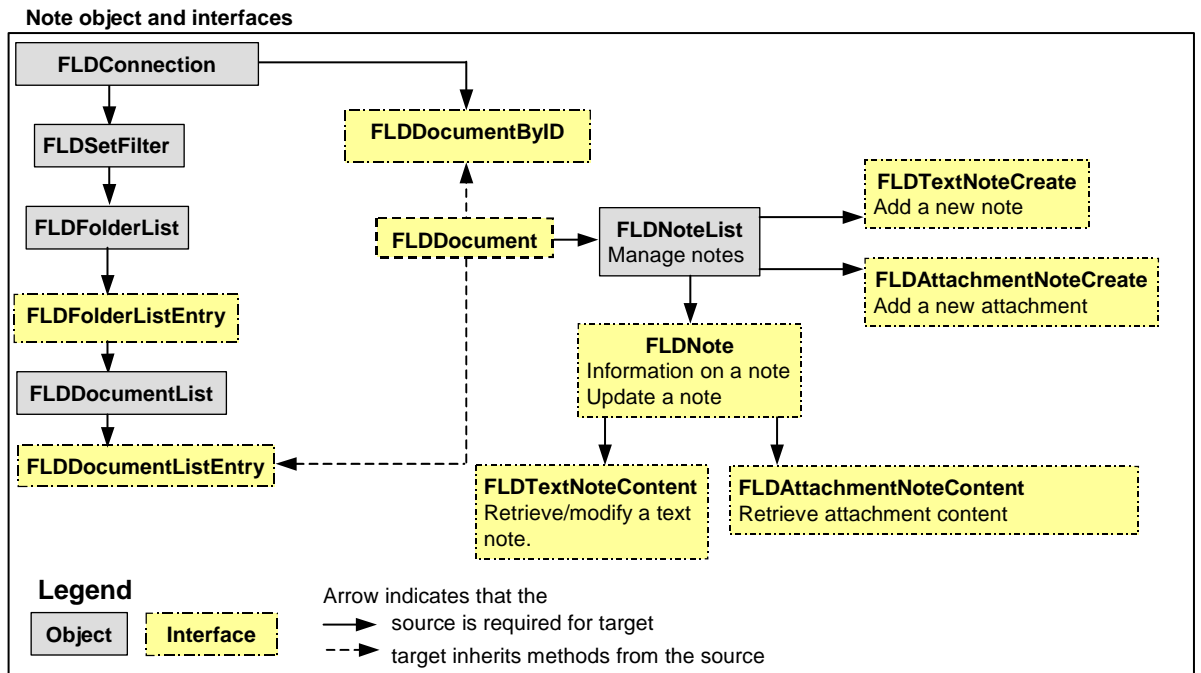 Note object and interfaces
FLDConnection
FLDSetFilter
FLDFolderList
FLDFolderListEntry
FLDDocumentList
FLDDocumentListEntry
FLDDocumentByID
FLDDocument
FLDNoteList
Manage notes
FLDTextNoteCreate
Add a new note
FLDAttachmentNoteCreate
Add a new attachment
FLDNote
Information on a note
Update a note
FLDTextNoteContent
Retrieve/modify a text
note.
FLDAttachmentNoteContent
Retrieve attachment content
Legend
Object
Interface
Arrow indicates that the
source is required for target
target inherits methods from the source